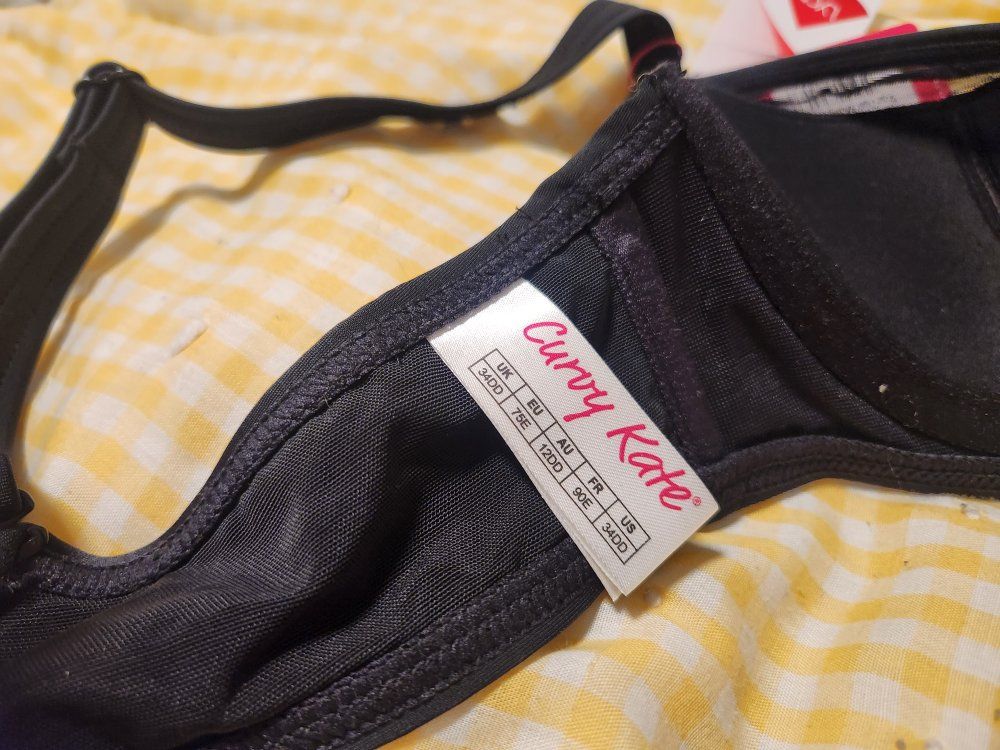 Curvy Kate®
UK EU AU FR US
34DD 75E 12DD 90E 34DD